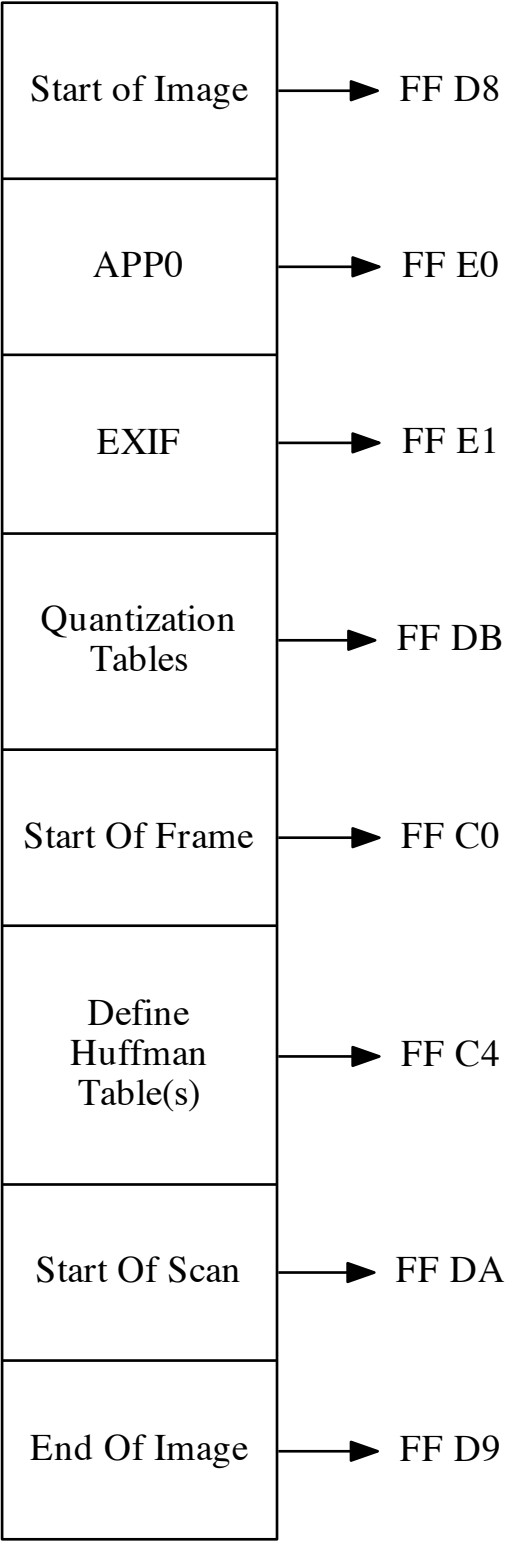 Start of Image
FF D8
APP0
FF E0
EXIF
FF E1
Quantization
Tables
FF DB
Start Of Frame
FF C0
Define
Huffman
Table(s)
FF C4
Start Of Scan
FF DA
End Of Image
FF D9